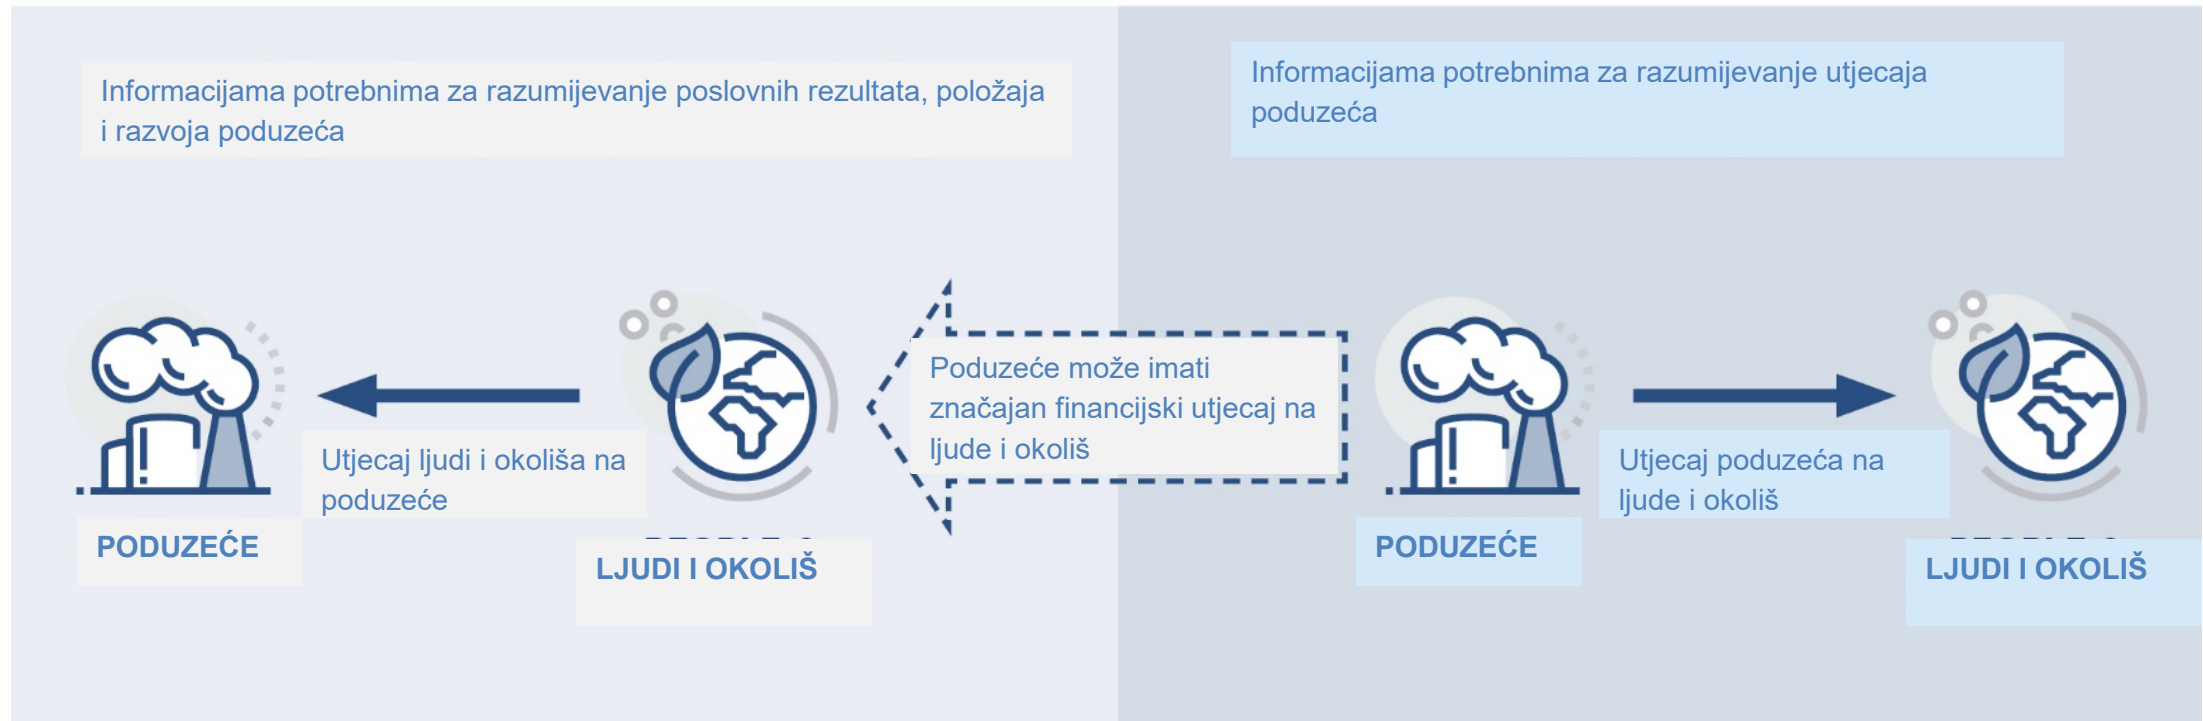 Informacijama potrebnima za razumijevanje poslovnih rezultata, položaja
i razvoja poduzeća
Informacijama potrebnima za razumijevanje utjecaja
poduzeća
Utjecaj ljudi i okoliša na
poduzeće
PODUZEĆE
LJUDI I OKOLIŠ
Poduzeće može imati
značajan financijski utjecaj na
ljude i okoliš
PODUZEĆE
Utjecaj poduzeća na
ljude i okoliš
LJUDI I OKOLIŠ